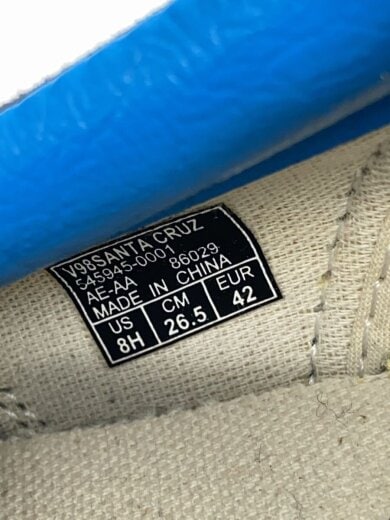 V98SANTA CRUZ
545945-0001
AE-AA 86029
MADE IN CHINA
US CM EUR
8H 26.5 42